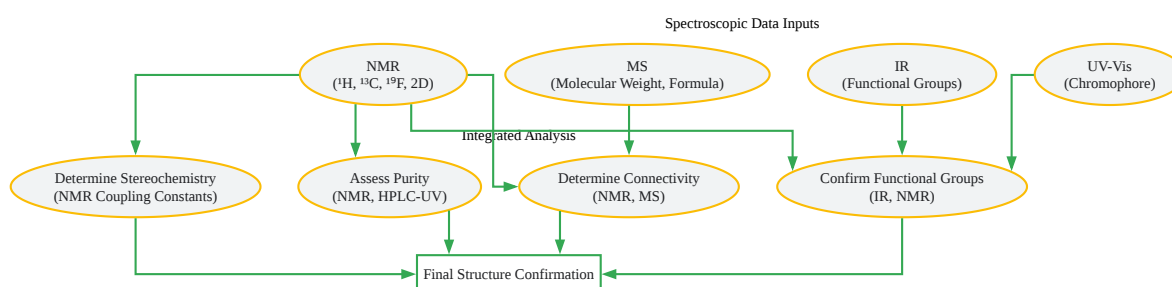 Spectroscopic Data Inputs
NMR
(¹H, ¹³C, ¹⁹F, 2D)
MS
(Molecular Weight, Formula)
IR
(Functional Groups)
UV-Vis
(Chromophore)
Integrated Analysis
Determine Stereochemistry
(NMR Coupling Constants)
Assess Purity
(NMR, HPLC-UV)
Determine Connectivity
(NMR, MS)
Confirm Functional Groups
(IR, NMR)
Final Structure Confirmation